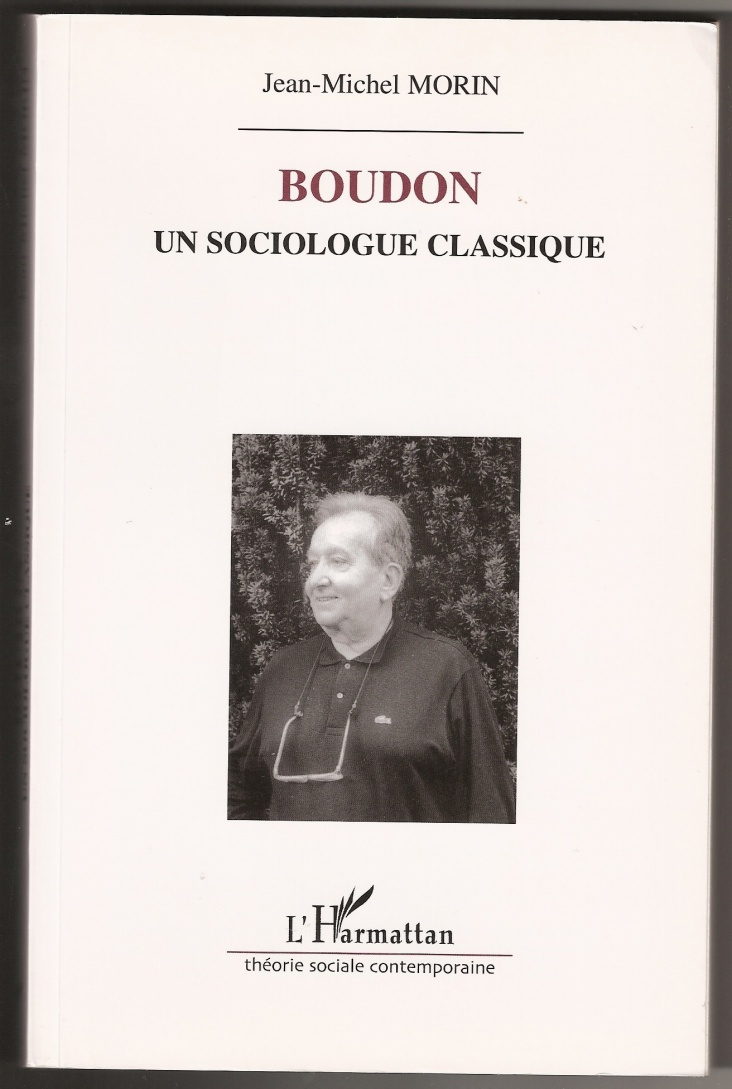 Jean-Michel MORIN
BOUDON
UN SOCIOLOGUE CLASSIQUE
L'Harmattan
théorie sociale contemporaine